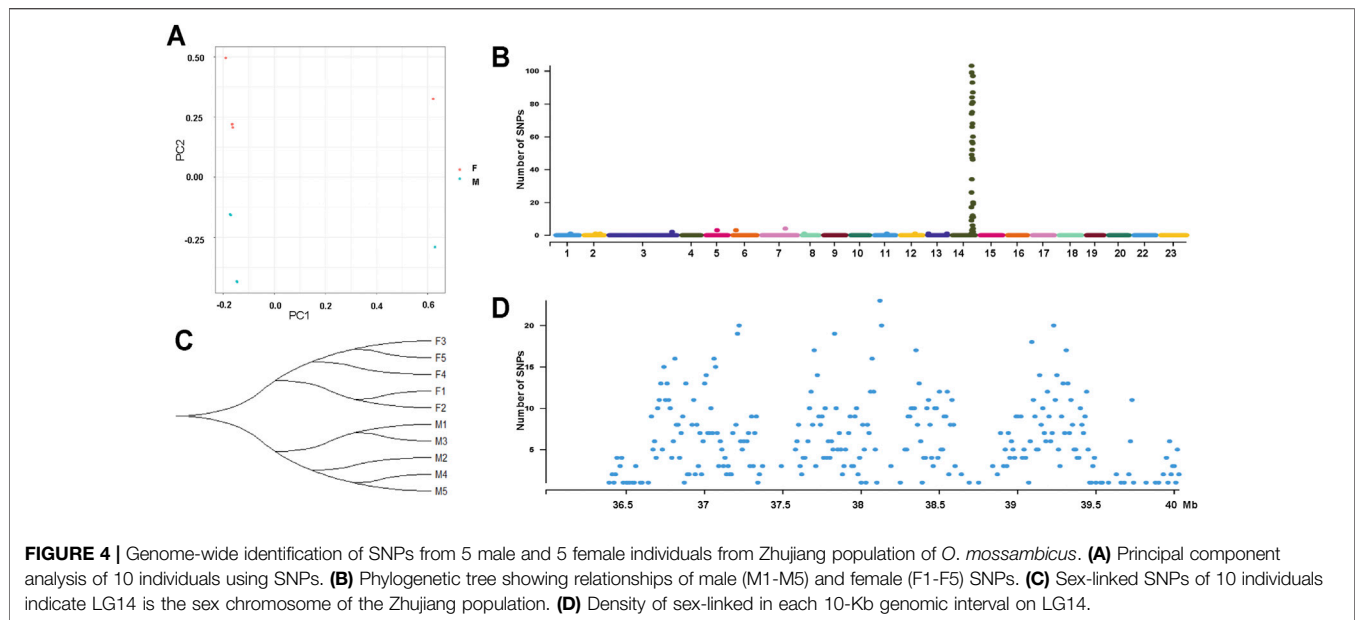 A
0.50
0.25
0.00
-0.25
PC2
-0.2
0.0
0.2
0.4
0.6
PC1
F
M
B
100
80
60
40
20
0
Number of SNPs
1 2 3 4 5 6 7 8 9 10 11 12 13 14 15 16 17 18 19 20 22 23
C
F3
F5
F4
F1
F2
M1
M3
M2
M4
M5
D
20
15
10
5
Number of SNPs
36.5 37 37.5 38 38.5 39 39.5 40 Mb
FIGURE 4 | Genome-wide identification of SNPs from 5 male and 5 female individuals from Zhujiang population of O. mossambicus. (A) Principal component
analysis of 10 individuals using SNPs. (B) Phylogenetic tree showing relationships of male (M1-M5) and female (F1-F5) SNPs. (C) Sex-linked SNPs of 10 individuals
indicate LG14 is the sex chromosome of the Zhujiang population. (D) Density of sex-linked in each 10-Kb genomic interval on LG14.